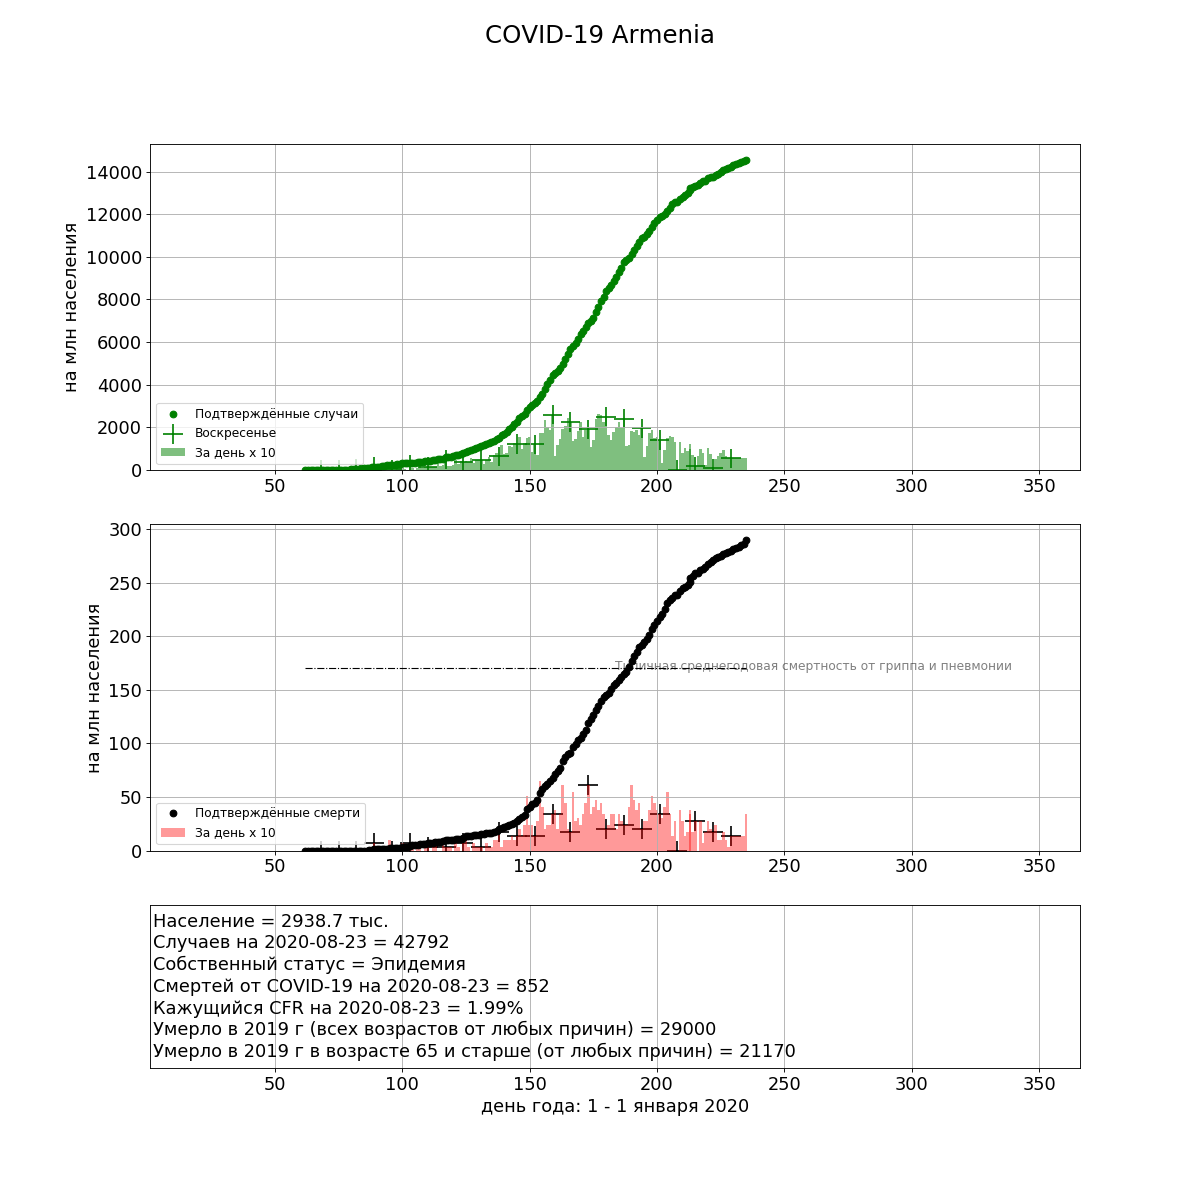 COVID-19 Armenia
на млн населения
14000
12000
10000
8000
6000
4000
2000
0
Подтверждённые случаи
Воскресенье
За день x 10
50 100 150 200 250 300 350
на млн населения
300
250
200
150
100
50
0
Типичная среднегодовая смертность от гриппа и пневмонии
Подтверждённые смерти
За день x 10
50 100 150 200 250 300 350
Население = 2938.7 тыс.
Случаев на 2020-08-23 = 42792
Собственный статус = Эпидемия
Смертей от COVID-19 на 2020-08-23 = 852
Кажущийся CFR на 2020-08-23 = 1.99%
Умерло в 2019 г (всех возрастов от любых причин) = 29000
Умерло в 2019 г в возрасте 65 и старше (от любых причин) = 21170
50 100 150 200 250 300 350
день года: 1 - 1 января 2020